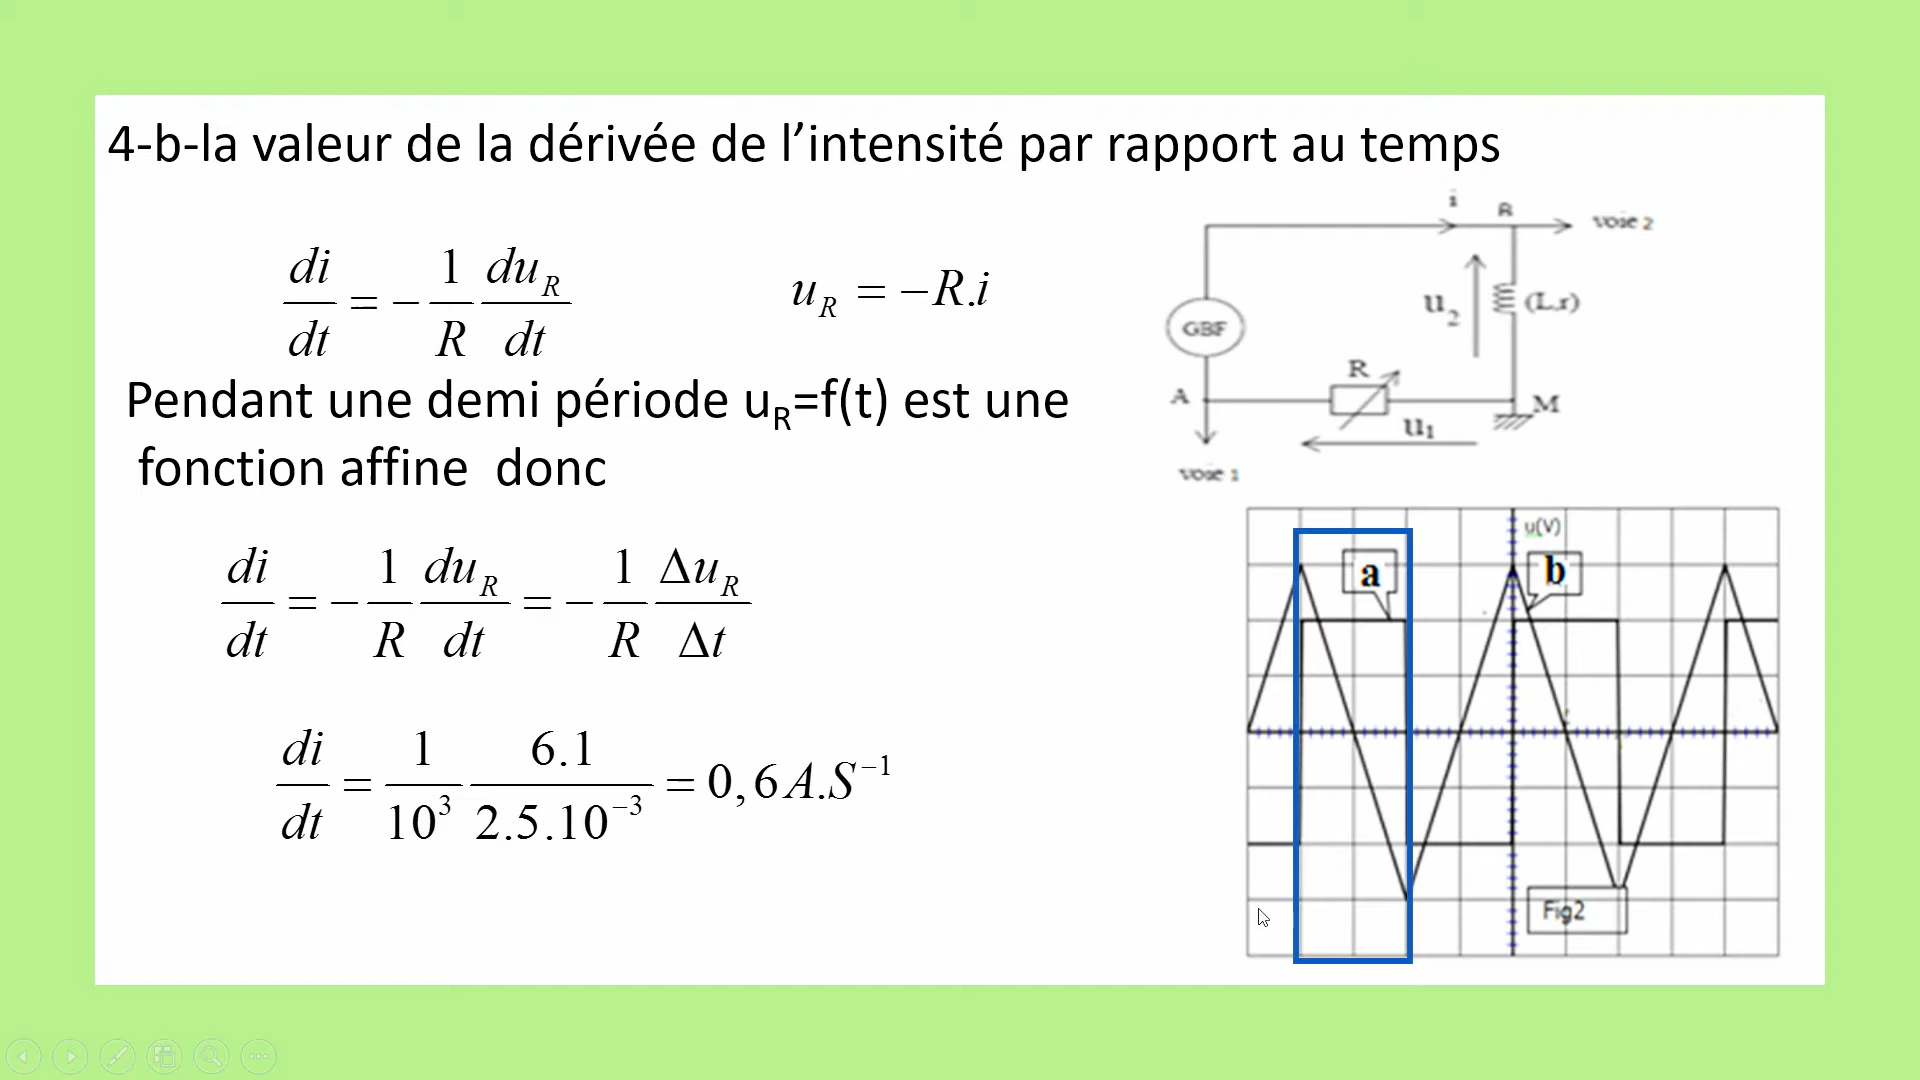 4-b-la valeur de la dérivée de l’intensité par rapport au temps
di/dt = − 1/R du_R/dt
u_R = −R.i
Pendant une demi période u_R=f(t) est une
fonction affine donc
di/dt = − 1/R du_R/dt = − 1/R Δu_R/Δt
di/dt = 1/10³ 6.1/2.5.10⁻³ = 0,6 A.S⁻¹
i
B
voie 2
GBF
u₂
(L,r)
R
A
M
u₁
voie 1
u(V)
a
b
Fig2